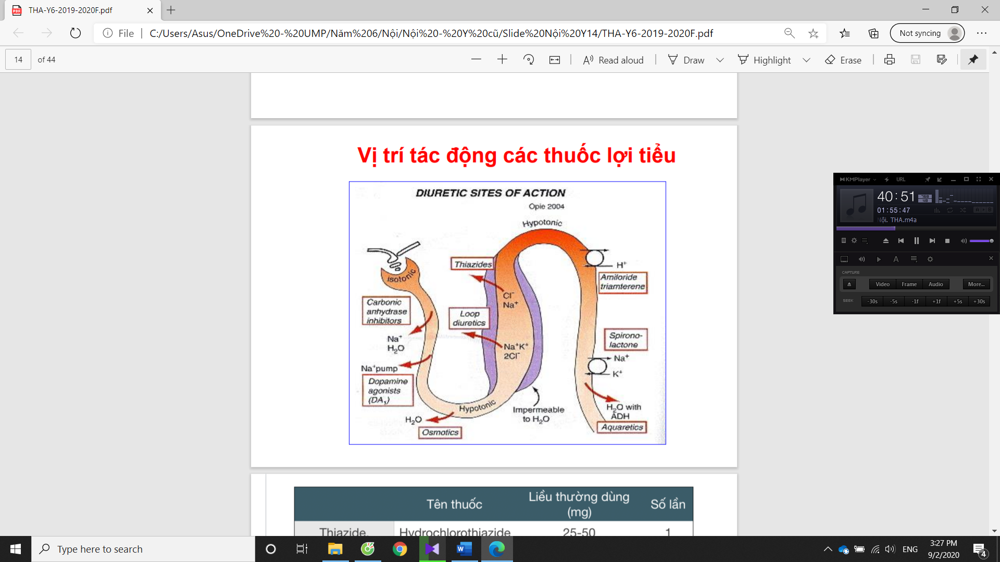 THA-Y6-2019-2020F.pdf
File
C:/Users/Asus/OneDrive%20-%20UMP/Năm%206/Nội/Nội%20-%20Y%20cũ/Slide%20Nội%20Y14/THA-Y6-2019-2020F.pdf
Not syncing
14 of 44
Read aloud
Draw
Highlight
Erase
Vị trí tác động các thuốc lợi tiểu
DIURETIC SITES OF ACTION
Opie 2004
Hypotonic
isotonic
Thiazides
Cl⁻
Na⁺
H⁺
Amiloride
triamterene
Carbonic
anhydrase
inhibitors
Na⁺
H₂O
Loop
diuretics
Na⁺K⁺
2Cl⁻
Spirono-
lactone
Na⁺
K⁺
Na⁺pump
Dopamine
agonists
(DA₁)
Hypotonic
H₂O
Osmotics
Impermeable
to H₂O
H₂O with
ADH
Aquaretics
Tên thuốc
Liều thường dùng
(mg)
Số lần
Thiazide,
Hydrochlorothiazide
25-50
1
KMPlayer
URL
40:51
01:55:47
Nội. THA.m4a
CAPTURE
Video
Frame
Audio
More...
SEEK
-30s
-5s
-1f
+1f
+5s
+30s
Type here to search
ENG
3:27 PM
9/2/2020
4